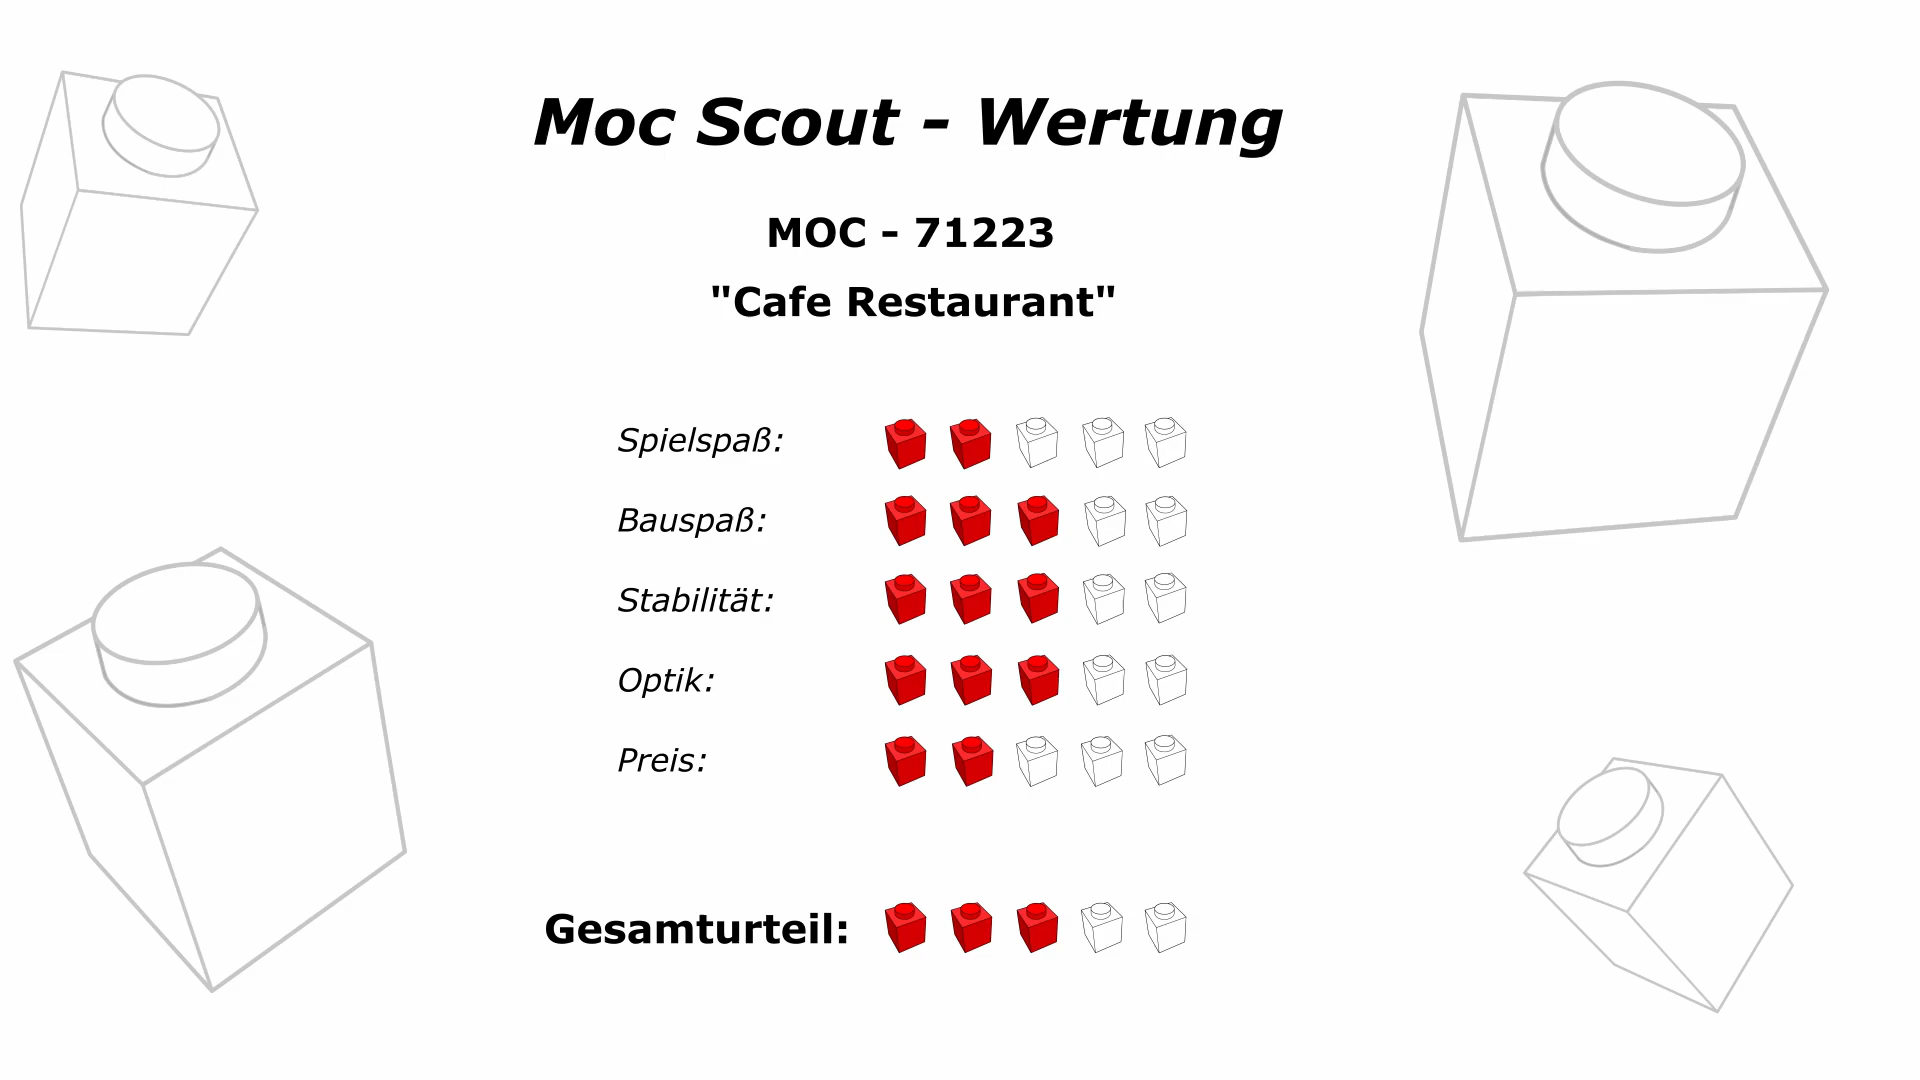 Moc Scout - Wertung
MOC - 71223
"Cafe Restaurant"
Spielspaß:
Bauspaß:
Stabilität:
Optik:
Preis:
Gesamturteil: